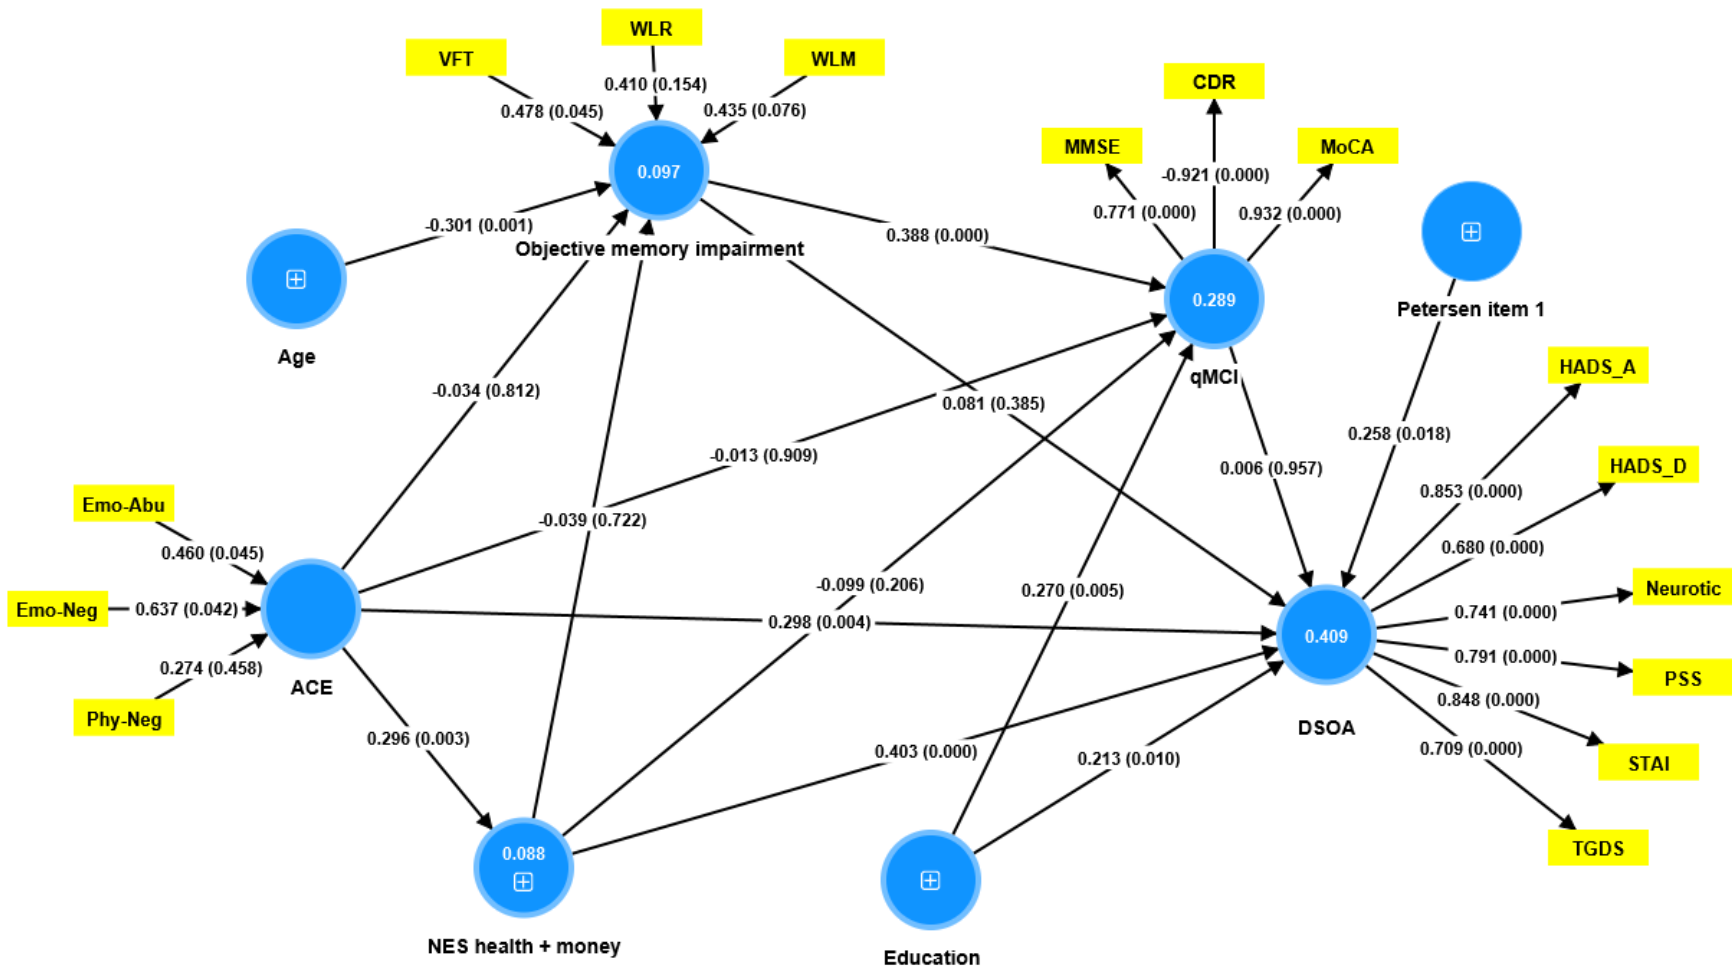 WLR
VFT
WLM
CDR
0.410 (0.154)
0.478 (0.045)
0.435 (0.076)
MMSE
MoCA
0.097
-0.921 (0.000)
0.771 (0.000)
0.932 (0.000)
-0.301 (0.001)
0.388 (0.000)
Objective memory impairment
0.289
Petersen item 1
Age
qMCI
HADS_A
-0.034 (0.812)
0.081 (0.385)
0.258 (0.018)
-0.013 (0.909)
0.006 (0.957)
HADS_D
0.853 (0.000)
Emo-Abu
-0.039 (0.722)
0.460 (0.045)
0.680 (0.000)
-0.099 (0.206)
0.270 (0.005)
Neurotic
Emo-Neg
0.637 (0.042)
0.741 (0.000)
0.298 (0.004)
0.409
0.274 (0.458)
0.791 (0.000)
PSS
ACE
Phy-Neg
0.848 (0.000)
DSOA
0.296 (0.003)
0.403 (0.000)
0.213 (0.010)
0.709 (0.000)
STAI
TGDS
0.088
NES health + money
Education